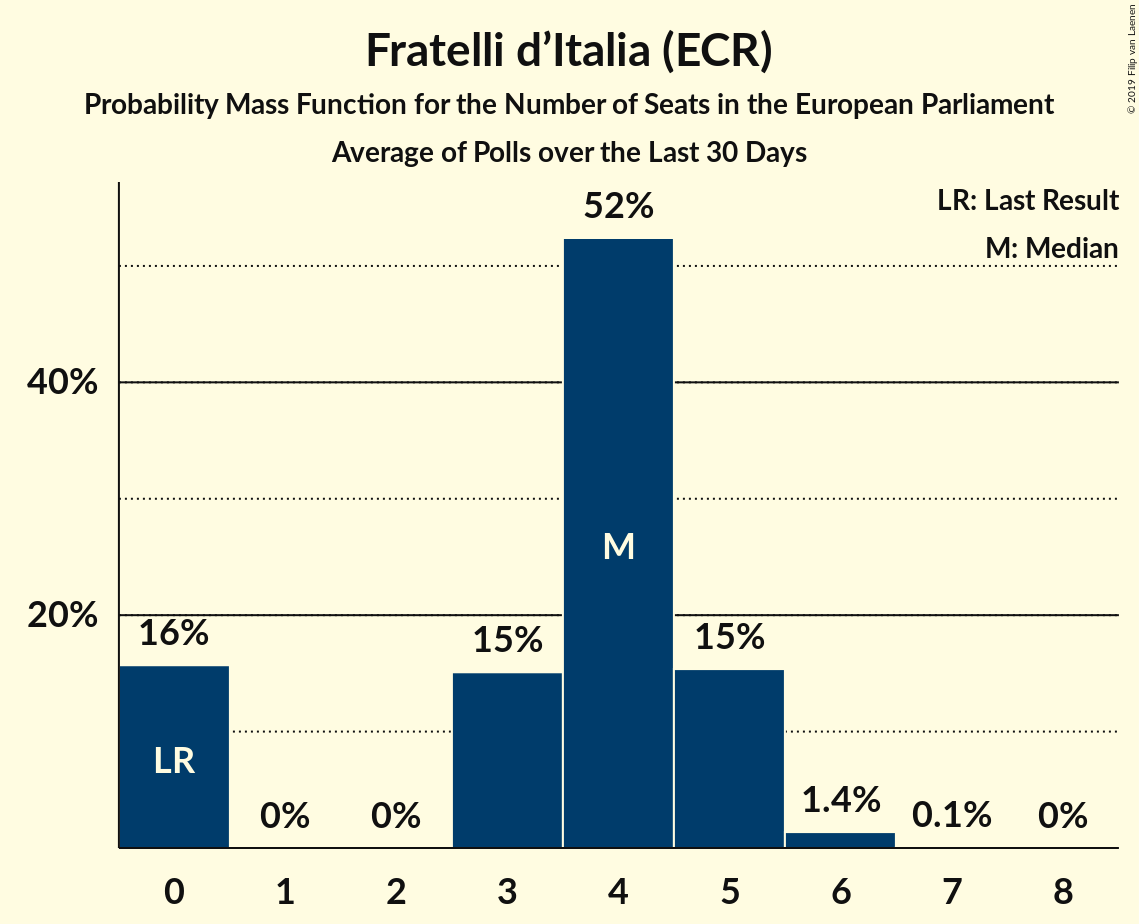 Fratelli d’Italia (ECR)
Probability Mass Function for the Number of Seats in the European Parliament
Average of Polls over the Last 30 Days
© 2019 Filip van Laenen
LR: Last Result
M: Median
52%
40%
M
20%
16%
15%
15%
LR
0%
0%
1.4%
0.1%
0%
0 1 2 3 4 5 6 7 8